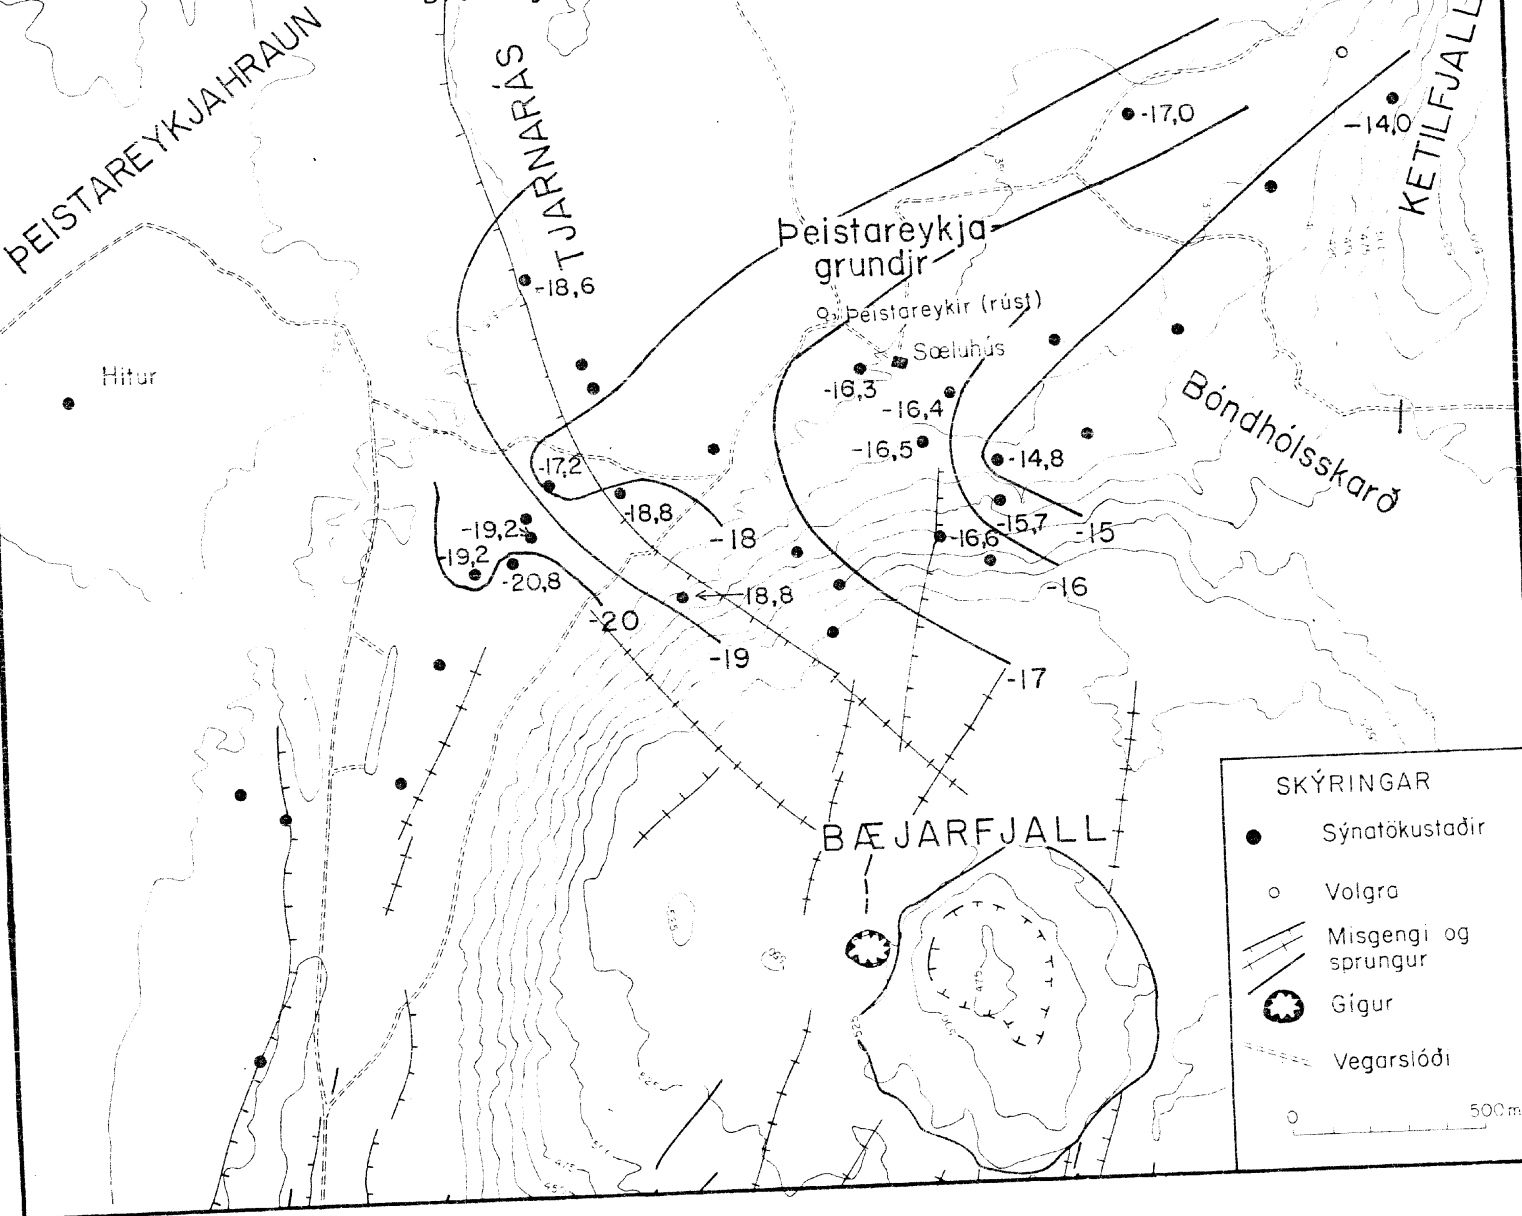 ÞEISTAREYKJAHRAUN
TJARNARÁS
KETILFJALL
-17,0
-14,0
Þeistareykja
grundir
-18,6
Þeistareykir (rúst)
Sæluhús
Hitur
-16,3
-16,4
-16,5
-14,8
Bóndhólsskarð
-17,2
-18,8
-18
-19,2
-19,2
-20,8
-15,7
-15
-16,6
-16
-18,8
-20
-19
-17
BÆJARFJALL
475
SKÝRINGAR
Sýnatökustaðir
Volgra
Misgengi og
sprungur
Gígur
Vegarslóði
0 500m